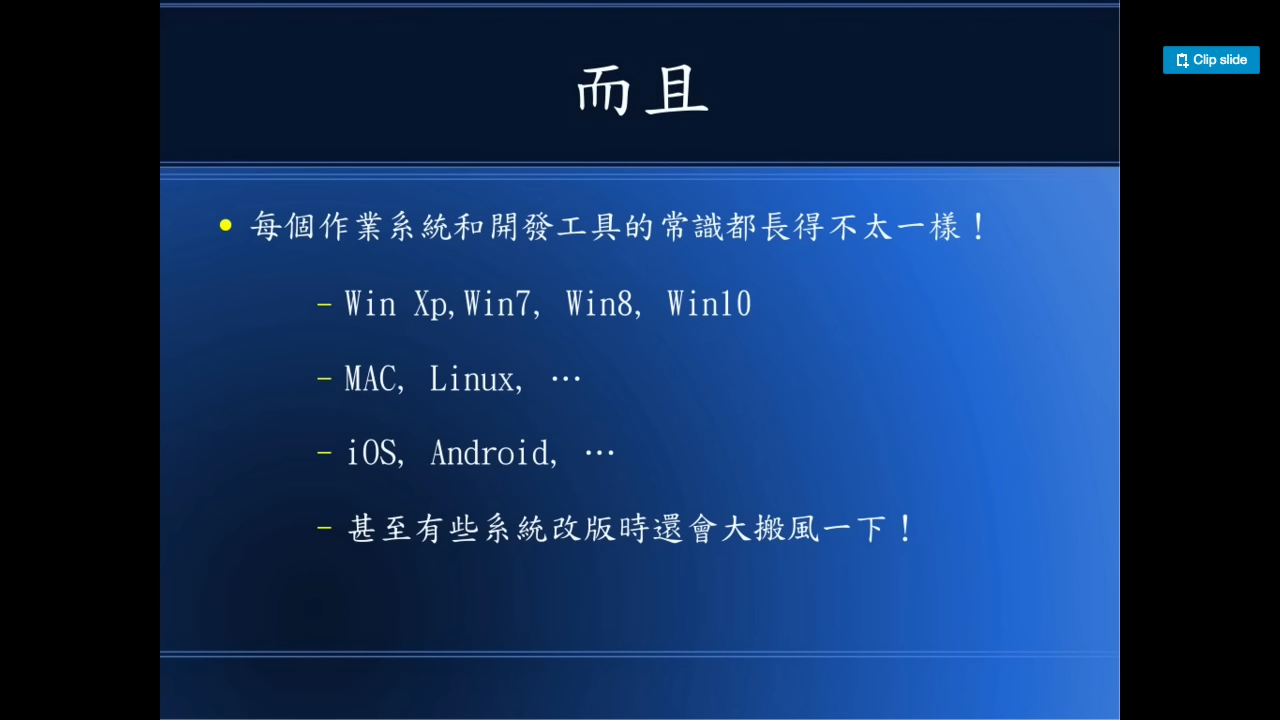 Clip slide
而且
● 每個作業系統和開發工具的常識都長得不太一樣！
– Win Xp,Win7, Win8, Win10
– MAC, Linux, …
– iOS, Android, …
– 甚至有些系統改版時還會大搬風一下！